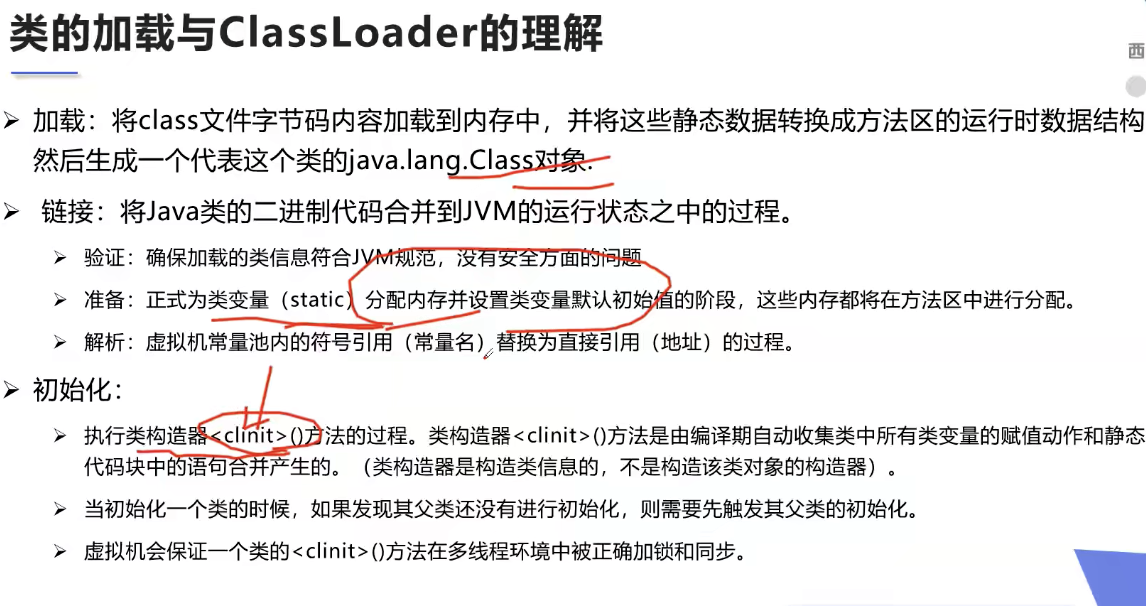 类的加载与ClassLoader的理解
西
加载：将class文件字节码内容加载到内存中，并将这些静态数据转换成方法区的运行时数据结构
然后生成一个代表这个类的java.lang.Class对象.
链接：将Java类的二进制代码合并到JVM的运行状态之中的过程。
验证：确保加载的类信息符合JVM规范，没有安全方面的问题
准备：正式为类变量（static）分配内存并设置类变量默认初始值的阶段，这些内存都将在方法区中进行分配。
解析：虚拟机常量池内的符号引用（常量名）替换为直接引用（地址）的过程。
初始化：
执行类构造器<clinit>()方法的过程。类构造器<clinit>()方法是由编译期自动收集类中所有类变量的赋值动作和静态
代码块中的语句合并产生的。（类构造器是构造类信息的，不是构造该类对象的构造器）。
当初始化一个类的时候，如果发现其父类还没有进行初始化，则需要先触发其父类的初始化。
虚拟机会保证一个类的<clinit>()方法在多线程环境中被正确加锁和同步。